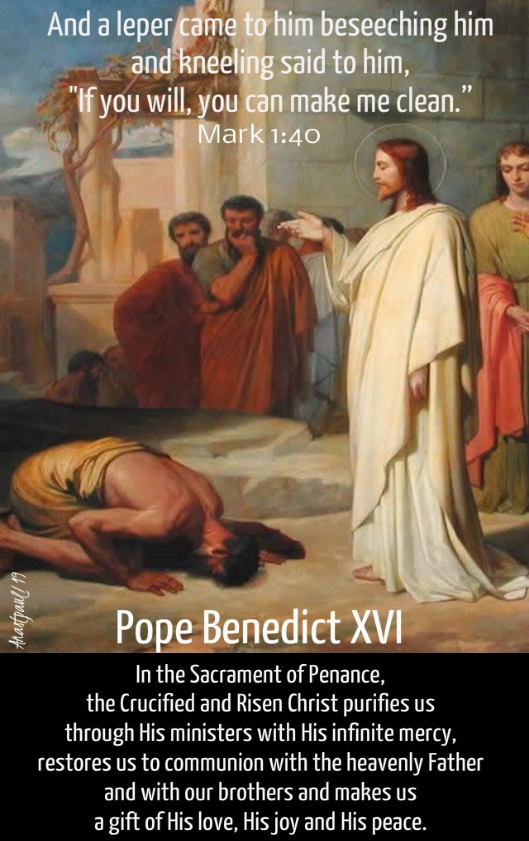 And a leper came to him beseeching him
and kneeling said to him,
"If you will, you can make me clean.”
Mark 1:40
Anastpaul 19
Pope Benedict XVI
In the Sacrament of Penance,
the Crucified and Risen Christ purifies us
through His ministers with His infinite mercy,
restores us to communion with the heavenly Father
and with our brothers and makes us
a gift of His love, His joy and His peace.